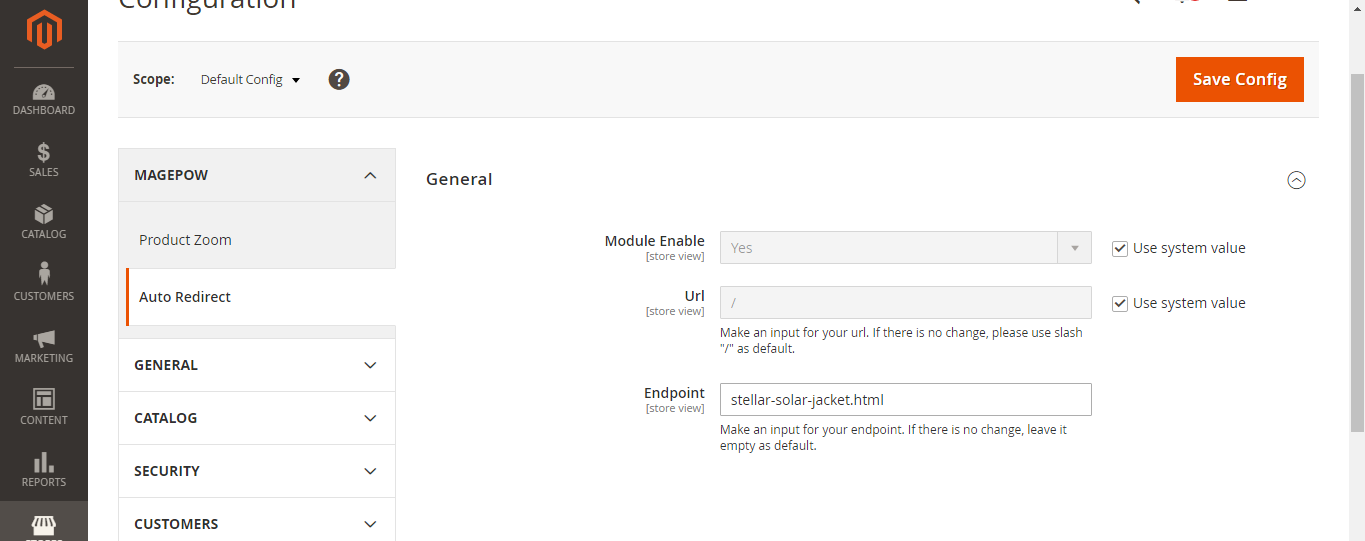 Configuration
Scope: Default Config ?
Save Config
DASHBOARD
SALES
CATALOG
CUSTOMERS
MARKETING
CONTENT
REPORTS
MAGEPOW
Product Zoom
Auto Redirect
GENERAL
CATALOG
SECURITY
CUSTOMERS
General
Module Enable
[store view]
Yes
Use system value
Url
[store view]
/
Use system value
Make an input for your url. If there is no change, please use slash
"/" as default.
Endpoint
[store view]
stellar-solar-jacket.html
Make an input for your endpoint. If there is no change, leave it
empty as default.